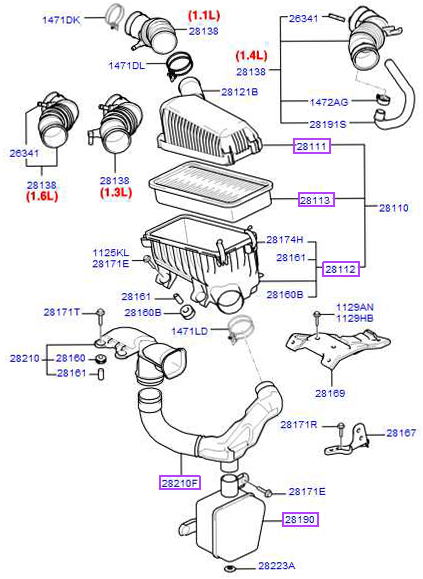 1471DK
(1.1L)
28138
26341
1471DL
(1.4L)
28138
28121B
1472AG
28191S
26341
28138
(1.6L)
28138
(1.3L)
28111
28113
28110
28174H
1125KL
28171E
28161
28112
28161
28160B
28160B
28171T
1471LD
1129AN
1129HB
28210
28160
28161
28169
28171R
28167
28210F
28171E
28190
28223A